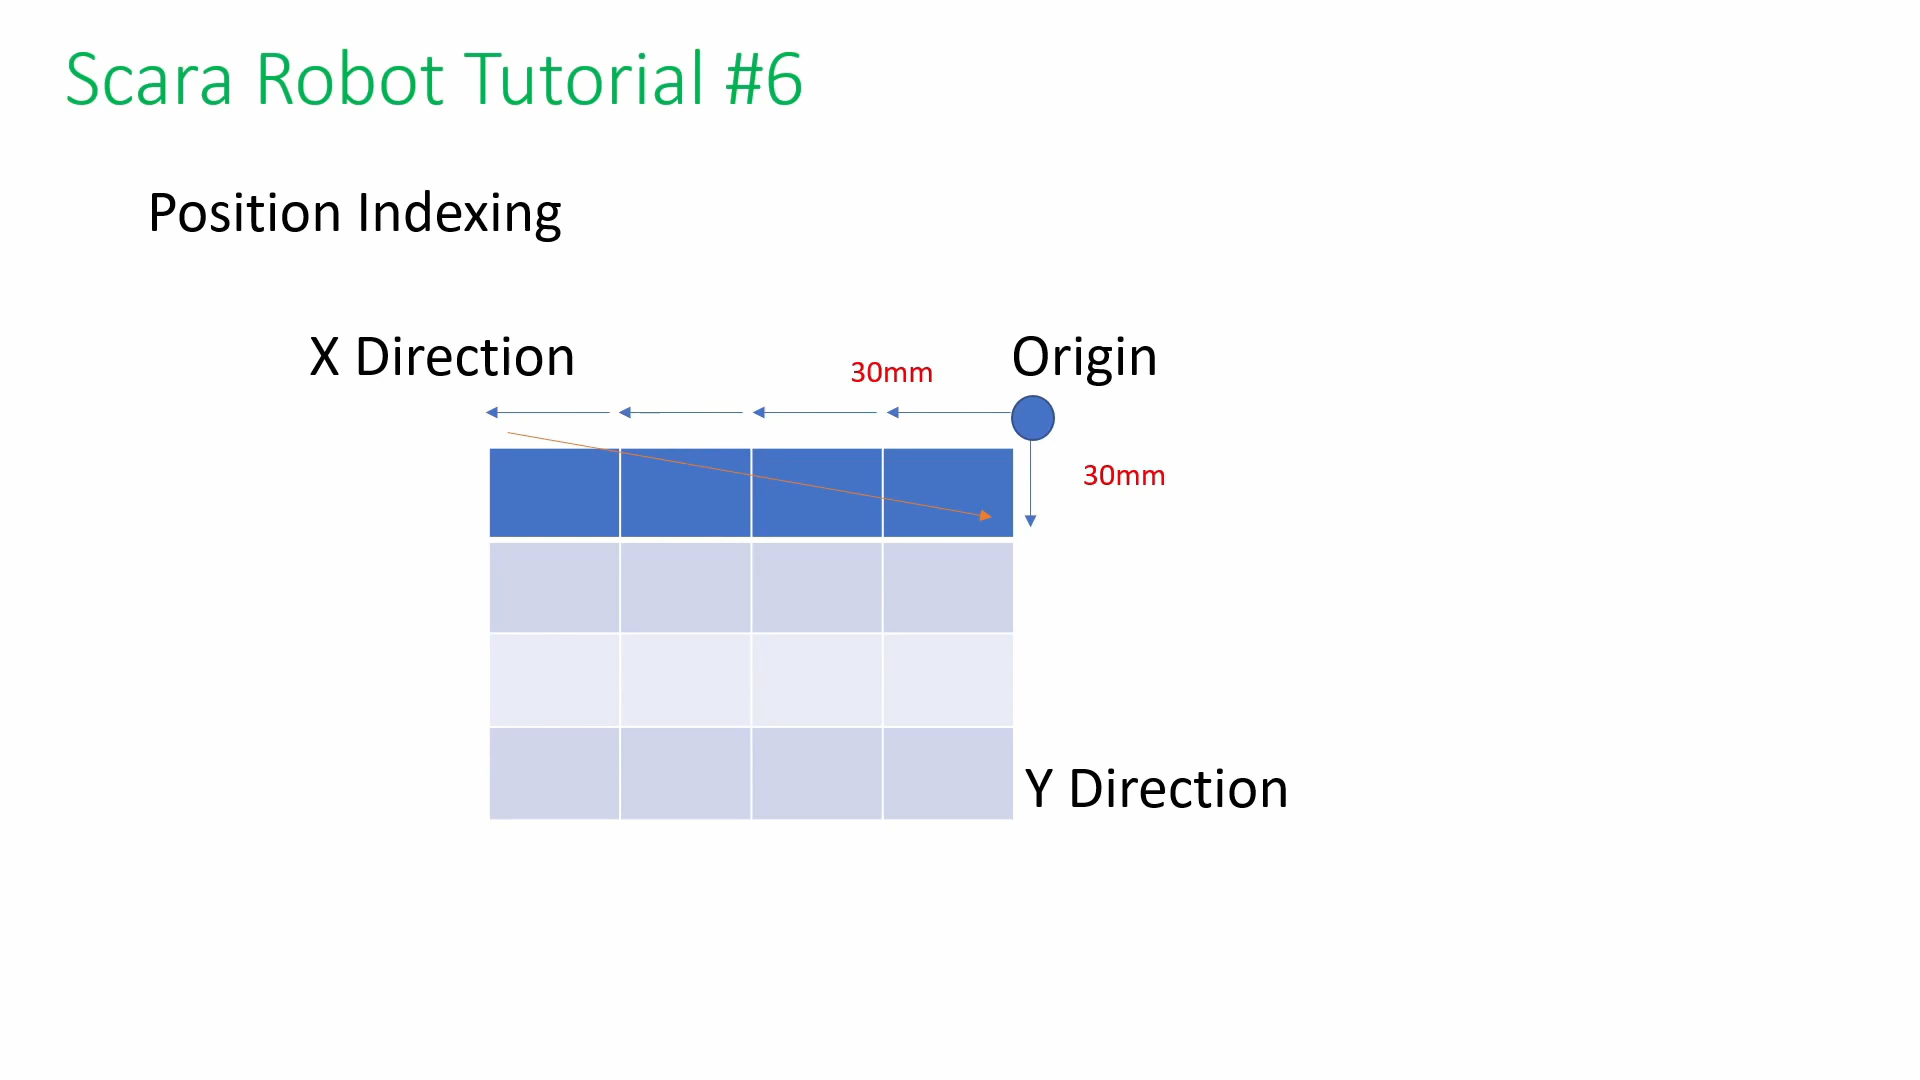 Scara Robot Tutorial #6
Position Indexing
X Direction
30mm
Origin
30mm
Y Direction